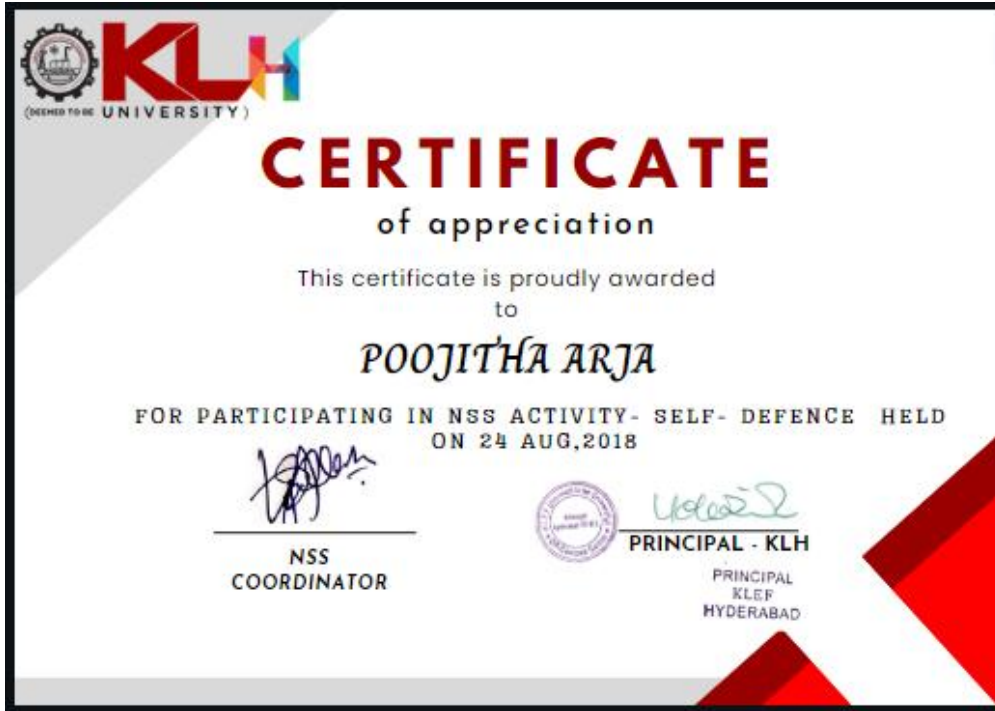 KLH
(DEEMED TO BE UNIVERSITY)
CERTIFICATE
of appreciation
This certificate is proudly awarded
to
POOJITHA ARJA
FOR PARTICIPATING IN NSS ACTIVITY- SELF- DEFENCE HELD
ON 24 AUG,2018
NSS
COORDINATOR
PRINCIPAL - KLH
PRINCIPAL
KLEF
HYDERABAD